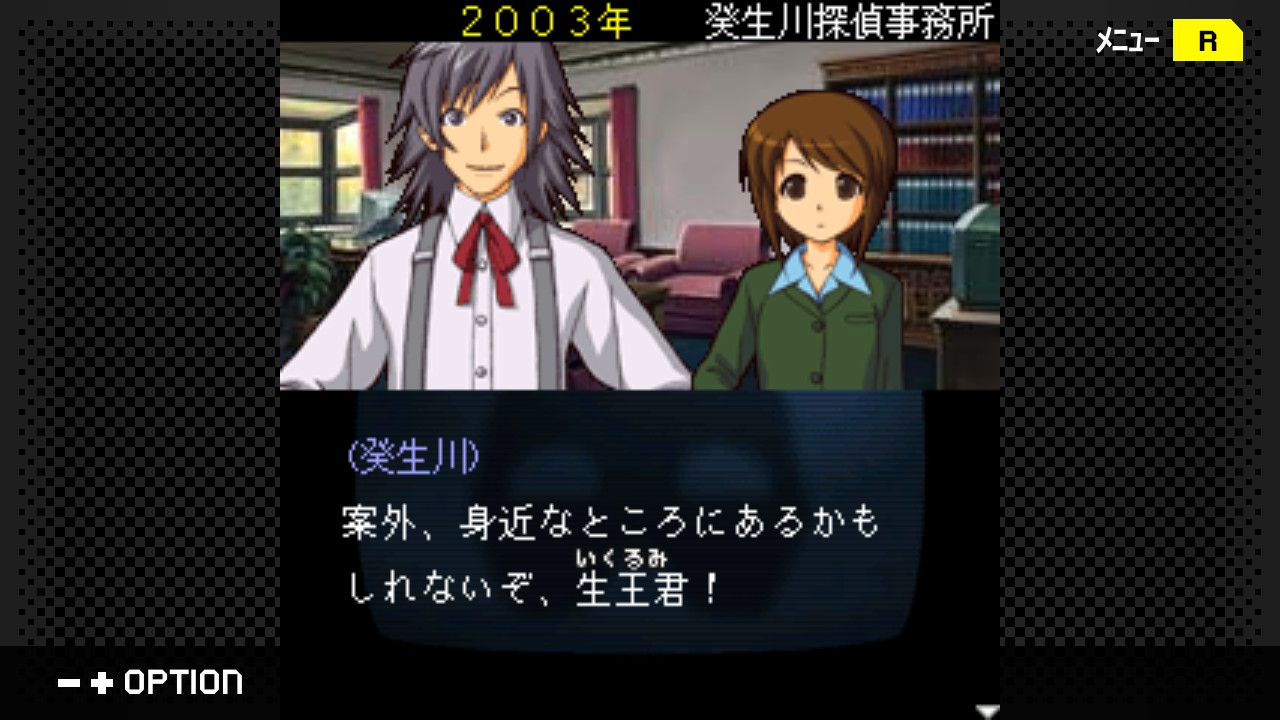 ２００３年 癸生川探偵事務所
ﾒﾆｭｰ R
(癸生川)
案外、身近なところにあるかも
いくるみ
しれないぞ、生王君！
OPTION